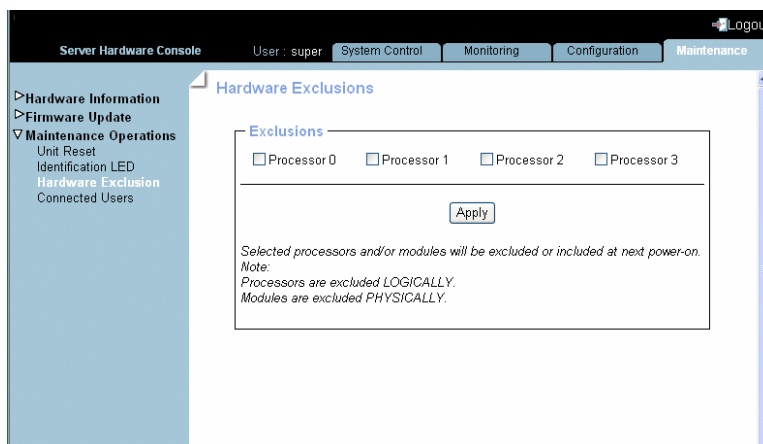 Logou
Server Hardware Console User : super System Control Monitoring Configuration Maintenance
Hardware Information
Firmware Update
Maintenance Operations
Unit Reset
Identification LED
Hardware Exclusion
Connected Users
Hardware Exclusions
Exclusions
Processor 0 Processor 1 Processor 2 Processor 3
Apply
Selected processors and/or modules will be excluded or included at next power-on.
Note:
Processors are excluded LOGICALLY.
Modules are excluded PHYSICALLY.